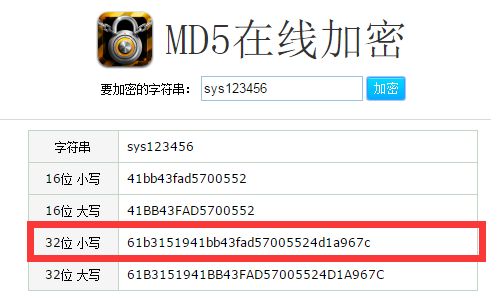 MD5在线加密
要加密的字符串： sys123456 加密
字符串 sys123456
16位 小写 41bb43fad5700552
16位 大写 41BB43FAD5700552
32位 小写 61b3151941bb43fad57005524d1a967c
32位 大写 61B3151941BB43FAD57005524D1A967C